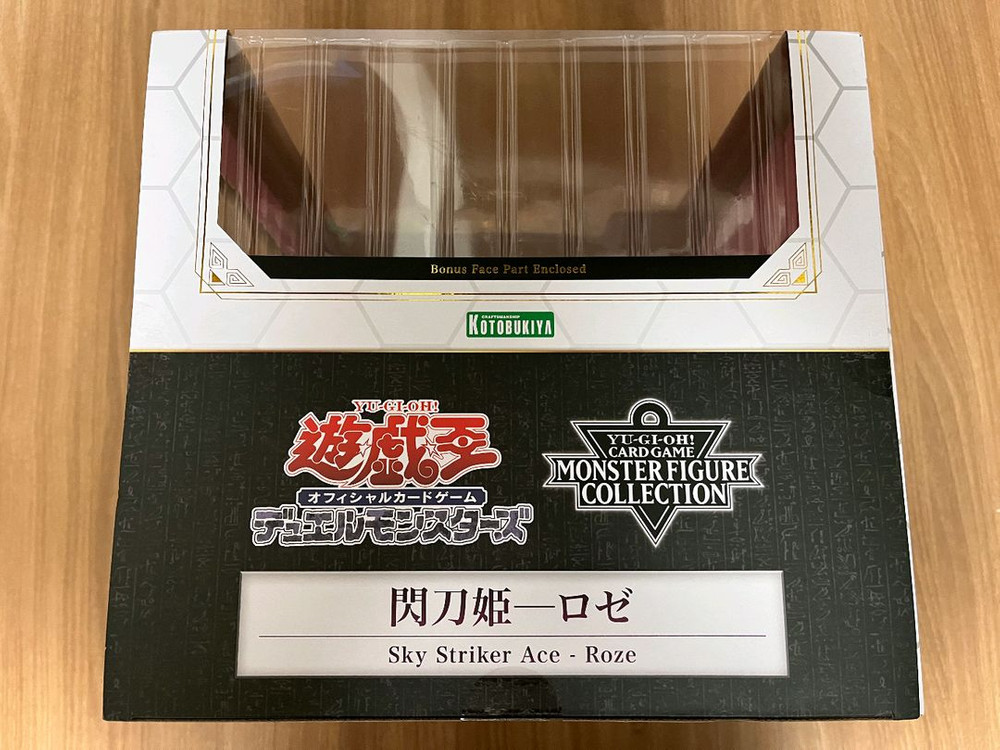 Bonus Face Part Enclosed
CRAFTSMANSHIP
KOTOBUKIYA
YU-GI-OH!
遊戯王
オフィシャルカードゲーム
デュエルモンスターズ
YU-GI-OH!
CARD GAME
MONSTER FIGURE
COLLECTION
閃刀姫―ロゼ
Sky Striker Ace - Roze